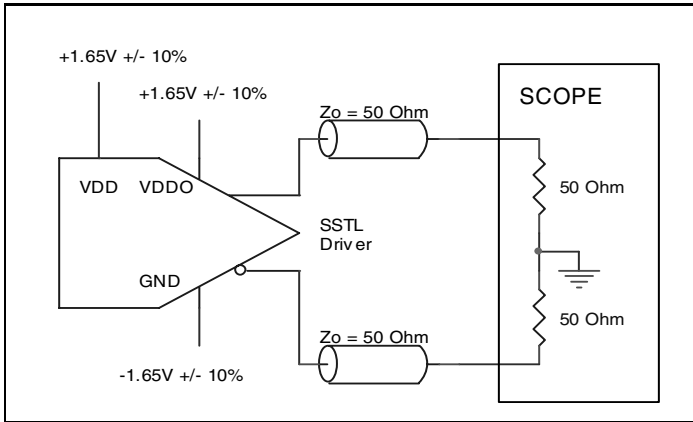 +1.65V +/- 10%
+1.65V +/- 10%
Zo = 50 Ohm
SCOPE
VDD
VDDO
50 Ohm
SSTL
Driver
GND
50 Ohm
Zo = 50 Ohm
-1.65V +/- 10%